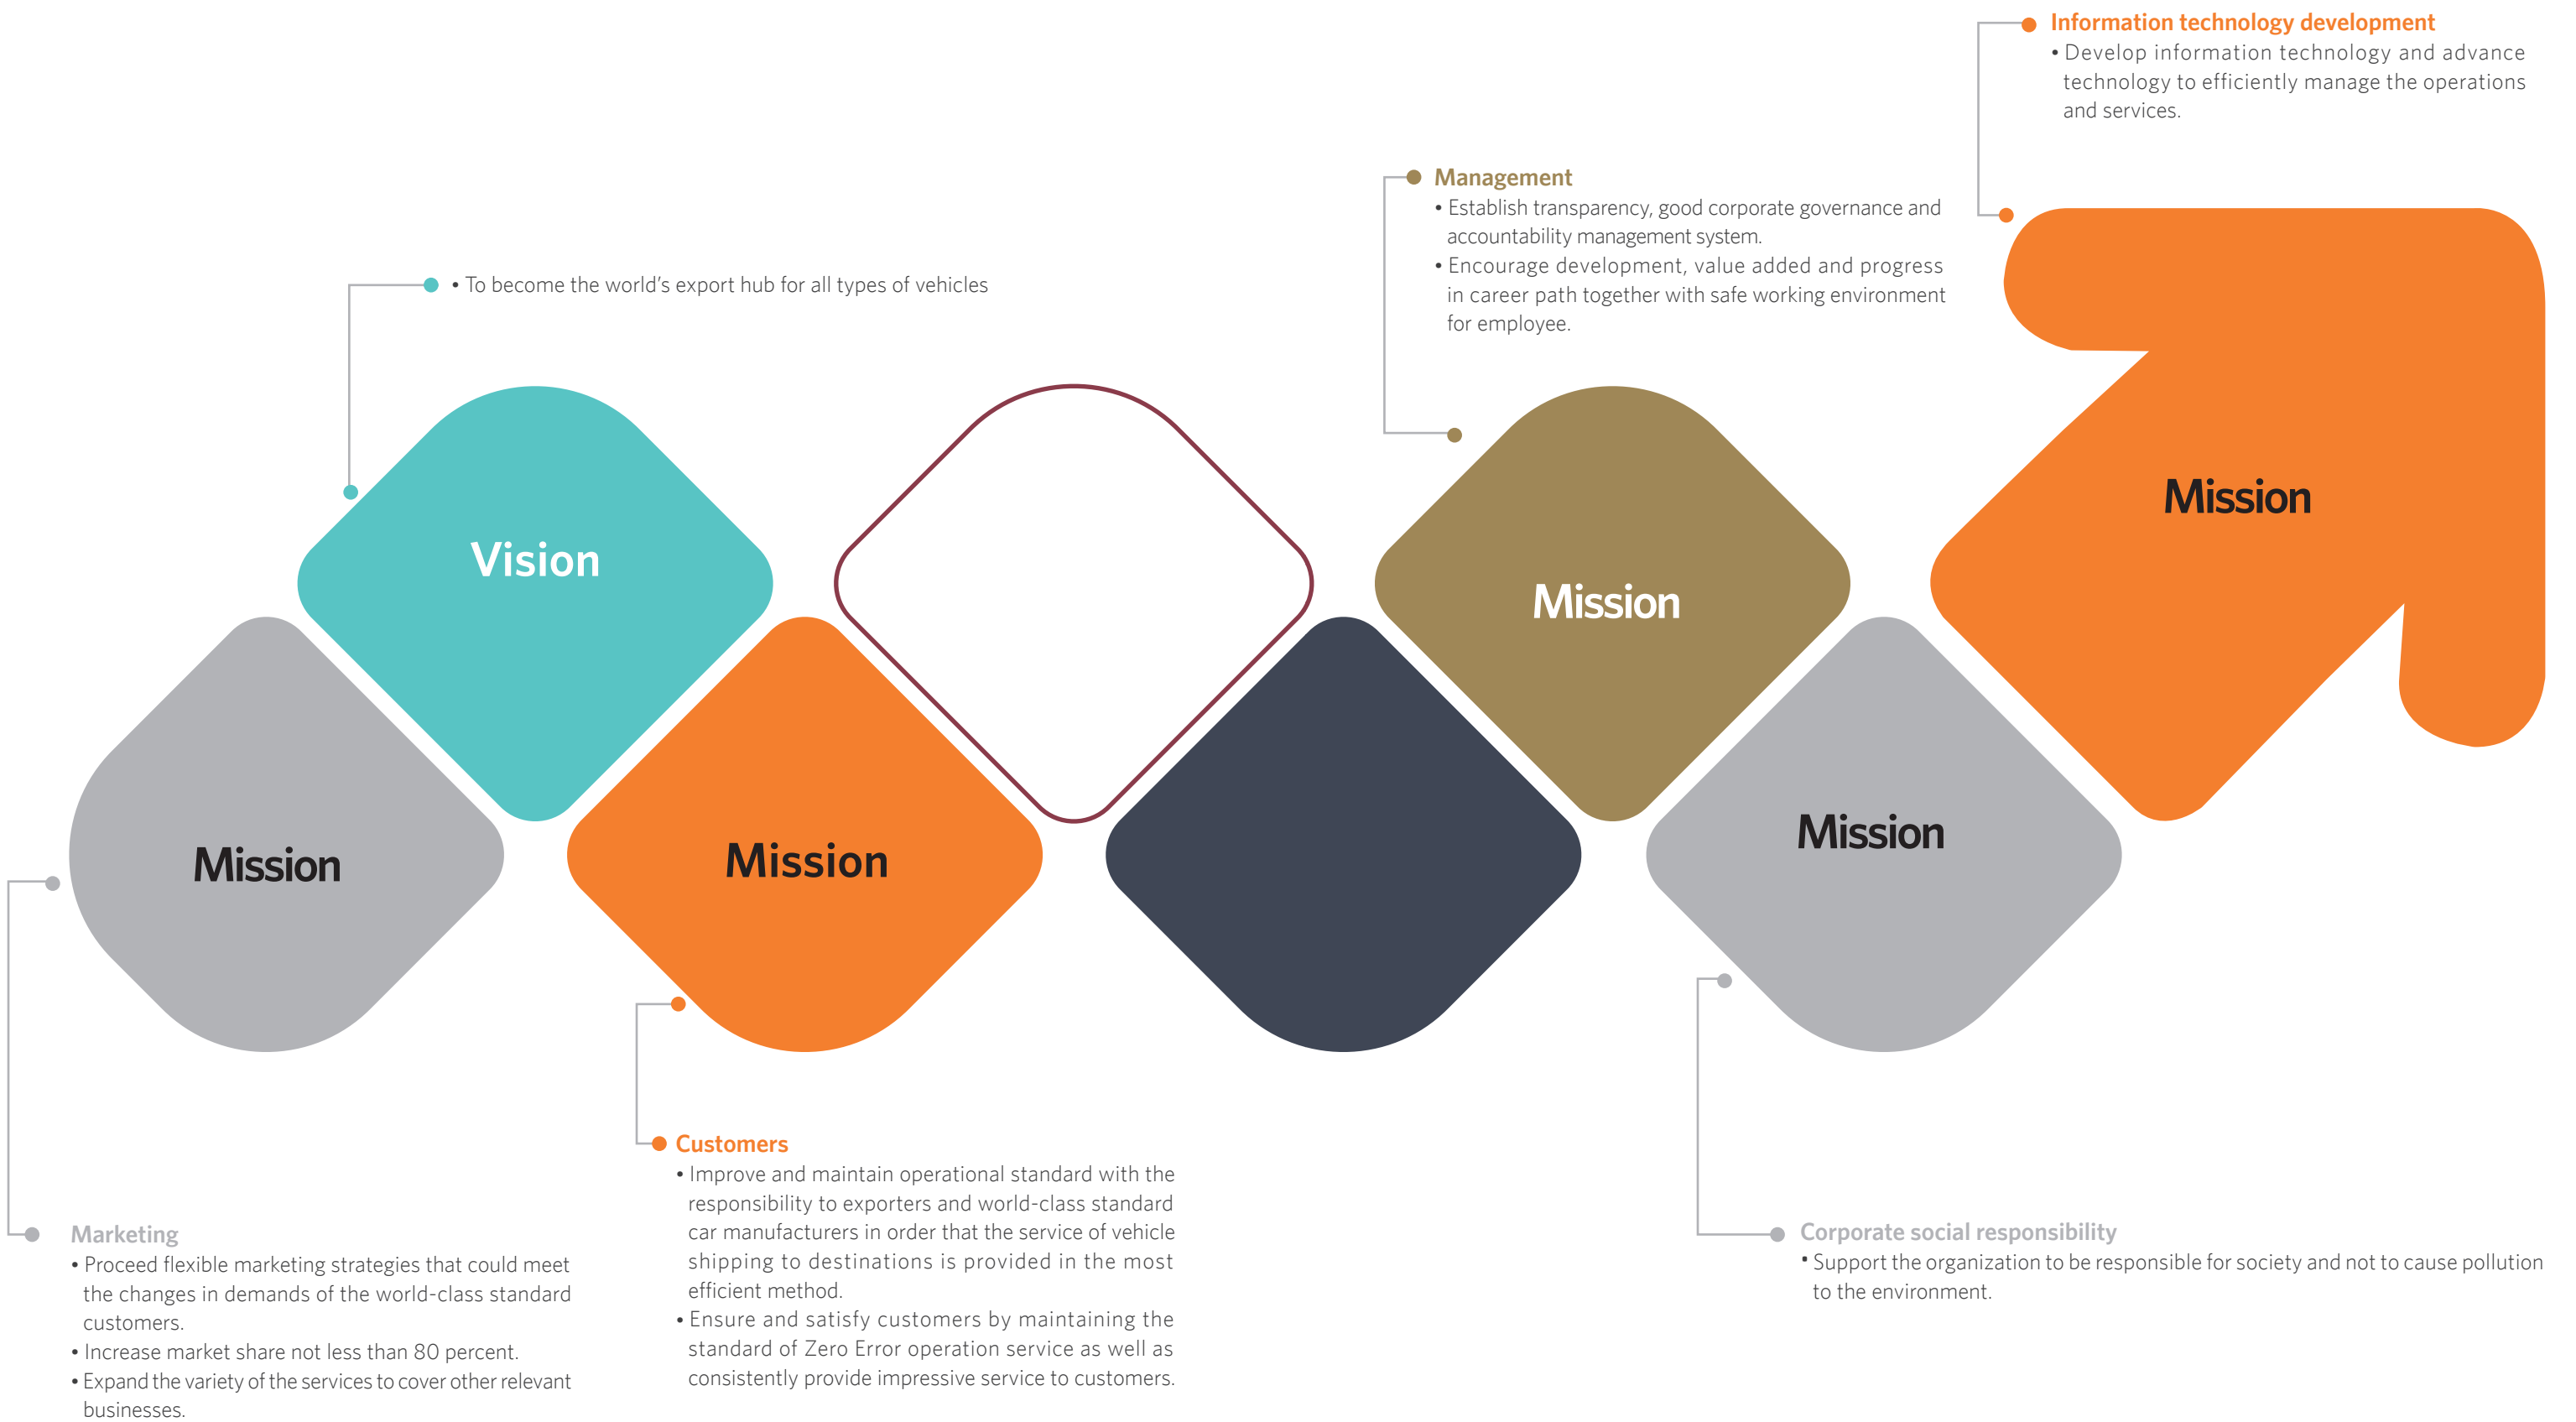 Information technology development
• Develop information technology and advance
technology to efficiently manage the operations
and services.
Management
• Establish transparency, good corporate governance and
accountability management system.
• Encourage development, value added and progress
in career path together with safe working environment
for employee.
• To become the world's export hub for all types of vehicles
Vision
Mission
Mission
Mission
Mission
Mission
Customers
• Improve and maintain operational standard with the
responsibility to exporters and world-class standard
car manufacturers in order that the service of vehicle
shipping to destinations is provided in the most
efficient method.
• Ensure and satisfy customers by maintaining the
standard of Zero Error operation service as well as
consistently provide impressive service to customers.
Marketing
• Proceed flexible marketing strategies that could meet
the changes in demands of the world-class standard
customers.
• Increase market share not less than 80 percent.
• Expand the variety of the services to cover other relevant
businesses.
Corporate social responsibility
• Support the organization to be responsible for society and not to cause pollution
to the environment.